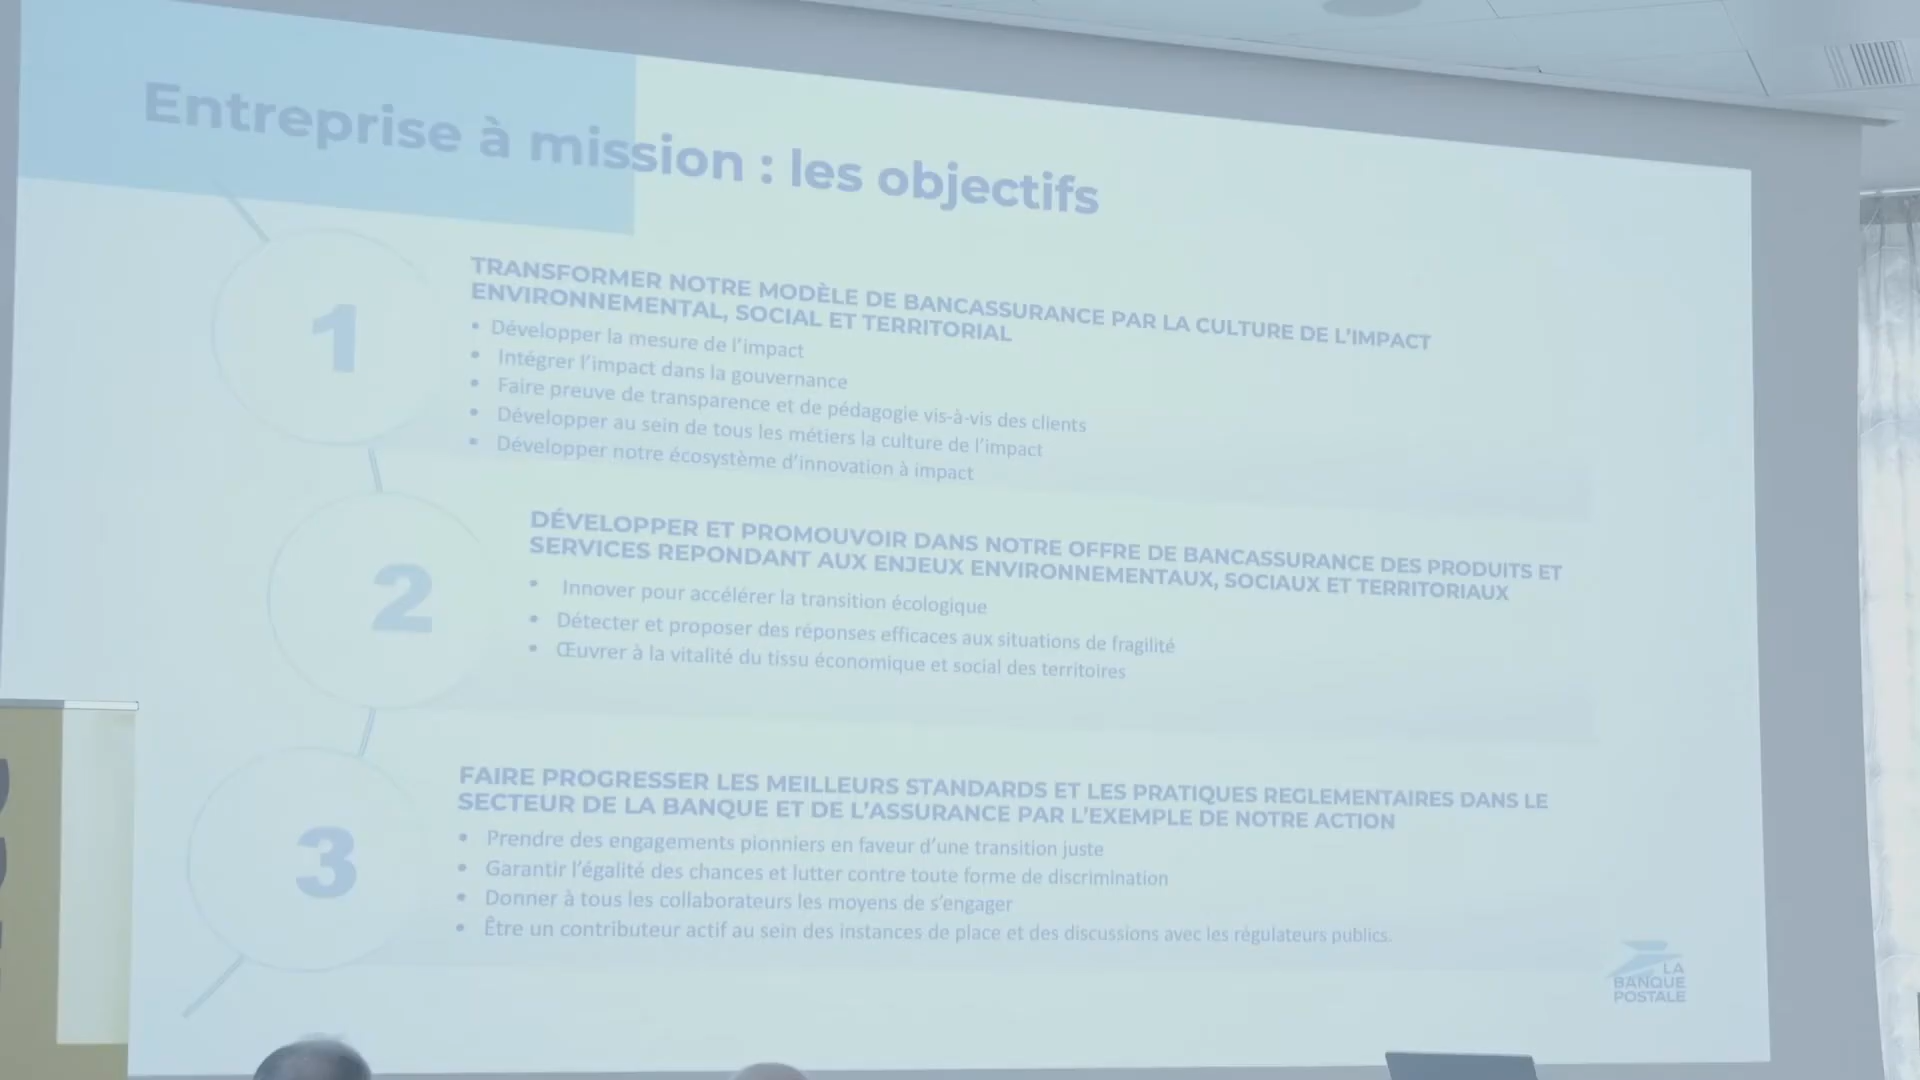 Entreprise à mission : les objectifs
1
TRANSFORMER NOTRE MODÈLE DE BANCASSURANCE PAR LA CULTURE DE L'IMPACT
ENVIRONNEMENTAL, SOCIAL ET TERRITORIAL
• Développer la mesure de l'impact
• Intégrer l'impact dans la gouvernance
• Faire preuve de transparence et de pédagogie vis-à-vis des clients
• Développer au sein de tous les métiers la culture de l'impact
• Développer notre écosystème d'innovation à impact
2
DÉVELOPPER ET PROMOUVOIR DANS NOTRE OFFRE DE BANCASSURANCE DES PRODUITS ET
SERVICES REPONDANT AUX ENJEUX ENVIRONNEMENTAUX, SOCIAUX ET TERRITORIAUX
• Innover pour accélérer la transition écologique
• Détecter et proposer des réponses efficaces aux situations de fragilité
• Œuvrer à la vitalité du tissu économique et social des territoires
3
FAIRE PROGRESSER LES MEILLEURS STANDARDS ET LES PRATIQUES REGLEMENTAIRES DANS LE
SECTEUR DE LA BANQUE ET DE L'ASSURANCE PAR L'EXEMPLE DE NOTRE ACTION
• Prendre des engagements pionniers en faveur d'une transition juste
• Garantir l'égalité des chances et lutter contre toute forme de discrimination
• Donner à tous les collaborateurs les moyens de s'engager
• Être un contributeur actif au sein des instances de place et des discussions avec les régulateurs publics.
LA
BANQUE
POSTALE